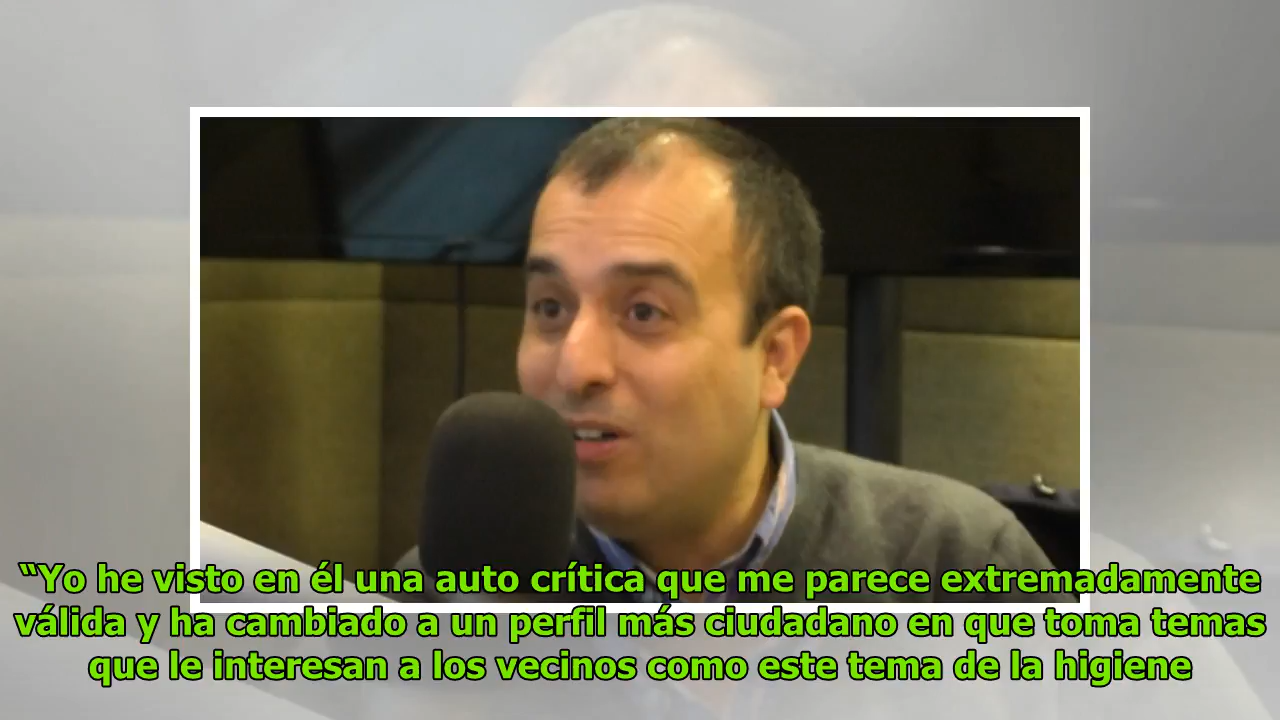 “Yo he visto en él una auto crítica que me parece extremadamente
válida y ha cambiado a un perfil más ciudadano en que toma temas
que le interesan a los vecinos como este tema de la higiene